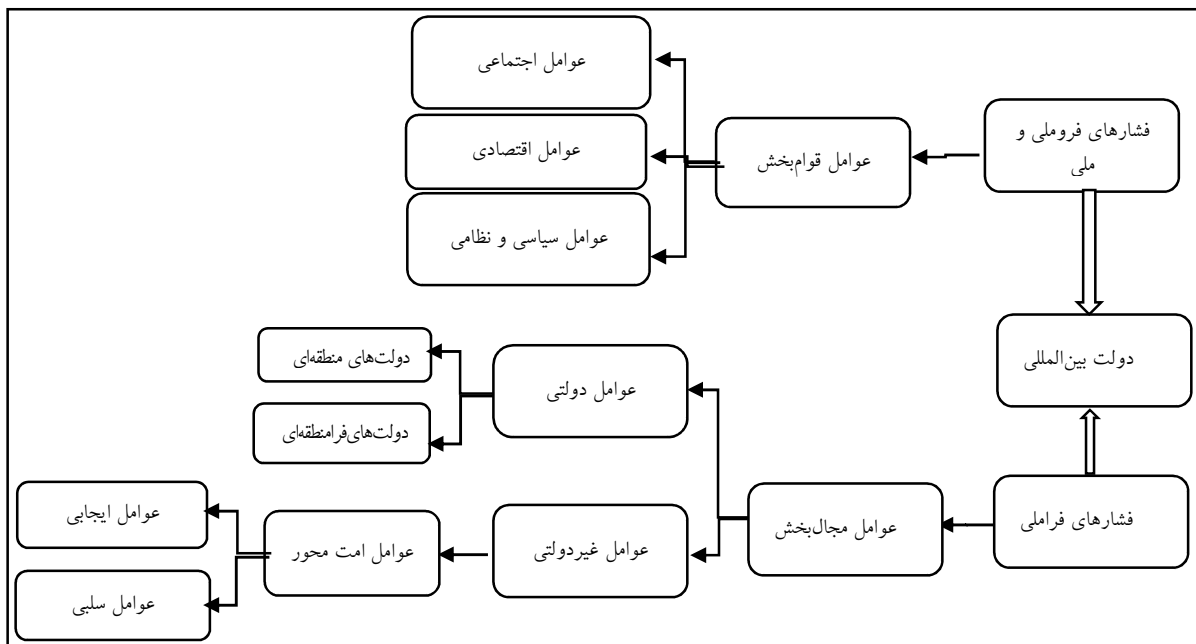 عوامل اجتماعی
فشارهای فروملی و
ملی
عوامل قوام‌بخش
عوامل اقتصادی
عوامل سیاسی و نظامی
دولت بین‌المللی
دولت‌های منطقه‌ای
عوامل دولتی
دولت‌های‌فرامنطقه‌ای
فشارهای فراملی
عوامل مجال‌بخش
عوامل غیردولتی
عوامل امت محور
عوامل ایجابی
عوامل سلبی